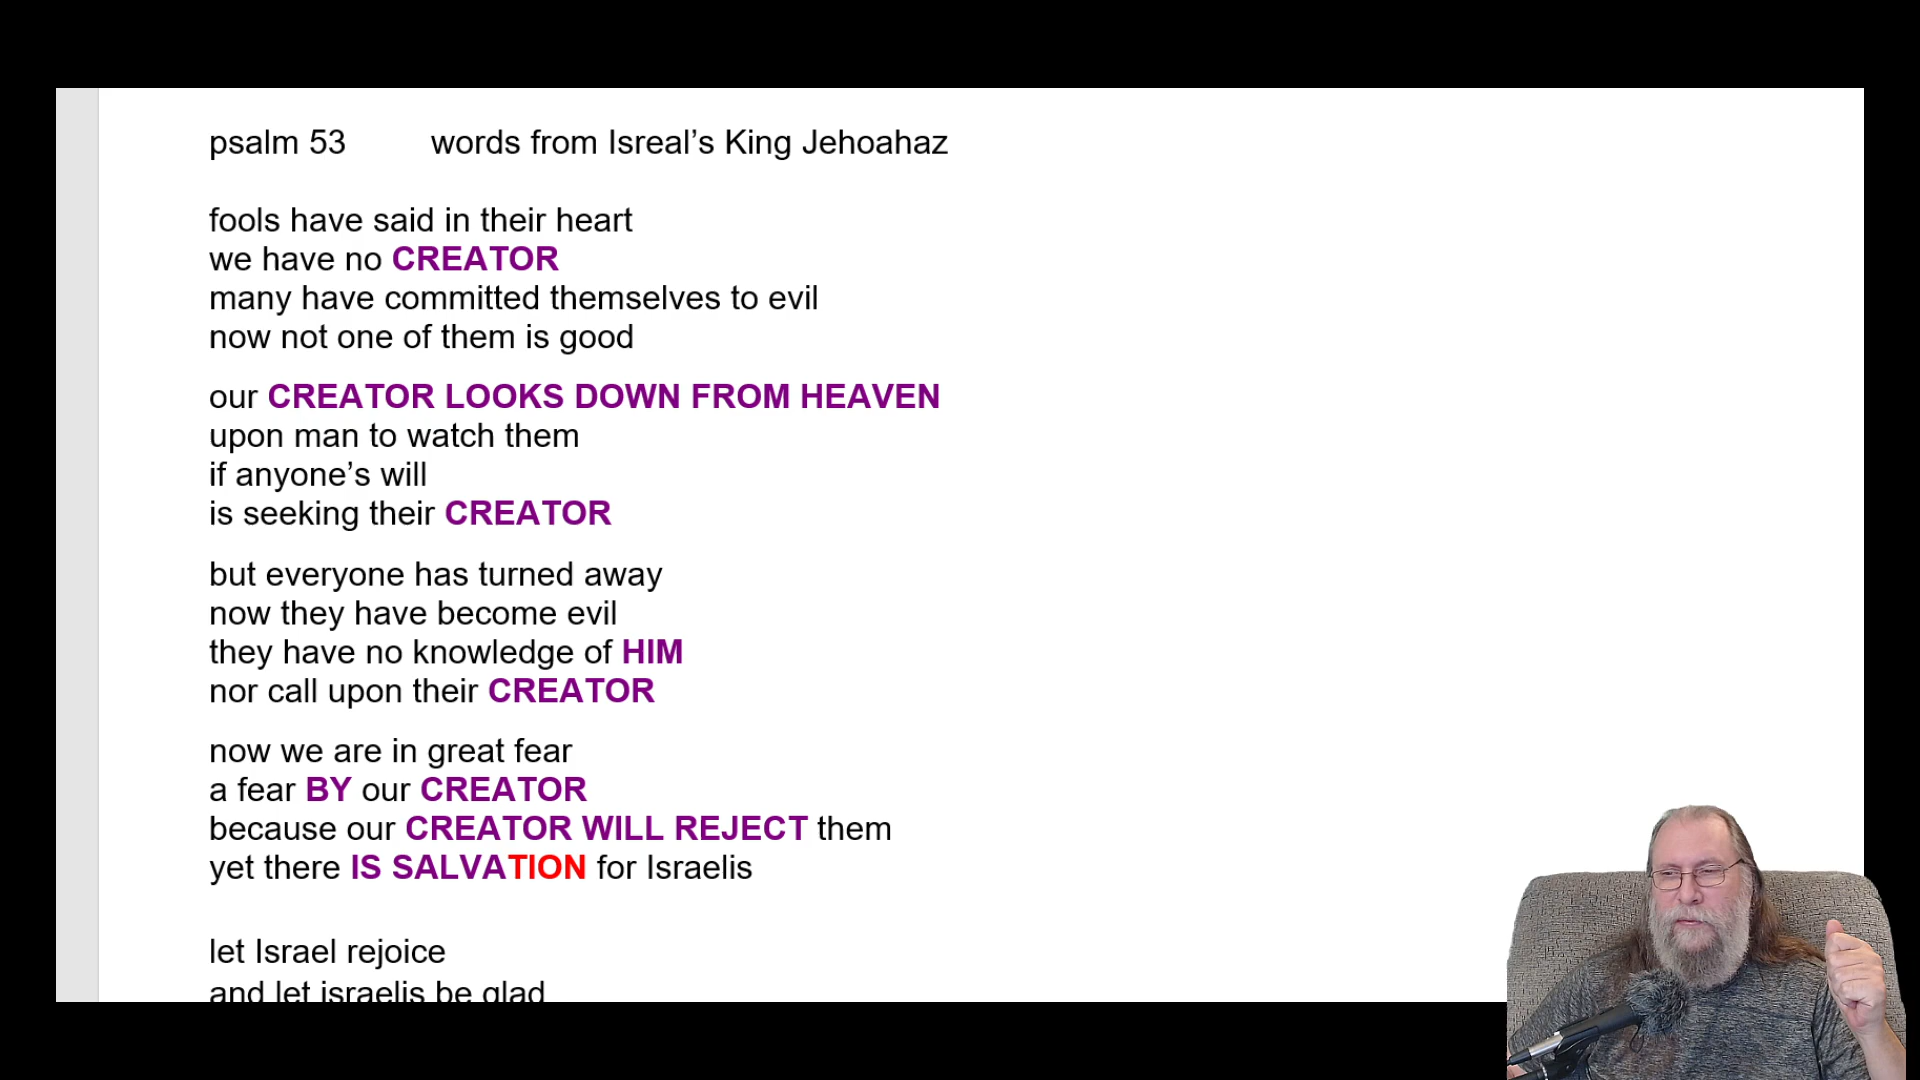 psalm 53 words from Isreal’s King Jehoahaz
fools have said in their heart
we have no CREATOR
many have committed themselves to evil
now not one of them is good
our CREATOR LOOKS DOWN FROM HEAVEN
upon man to watch them
if anyone’s will
is seeking their CREATOR
but everyone has turned away
now they have become evil
they have no knowledge of HIM
nor call upon their CREATOR
now we are in great fear
a fear BY our CREATOR
because our CREATOR WILL REJECT them
yet there IS SALVATION for Israelis
let Israel rejoice
and let israelis be glad